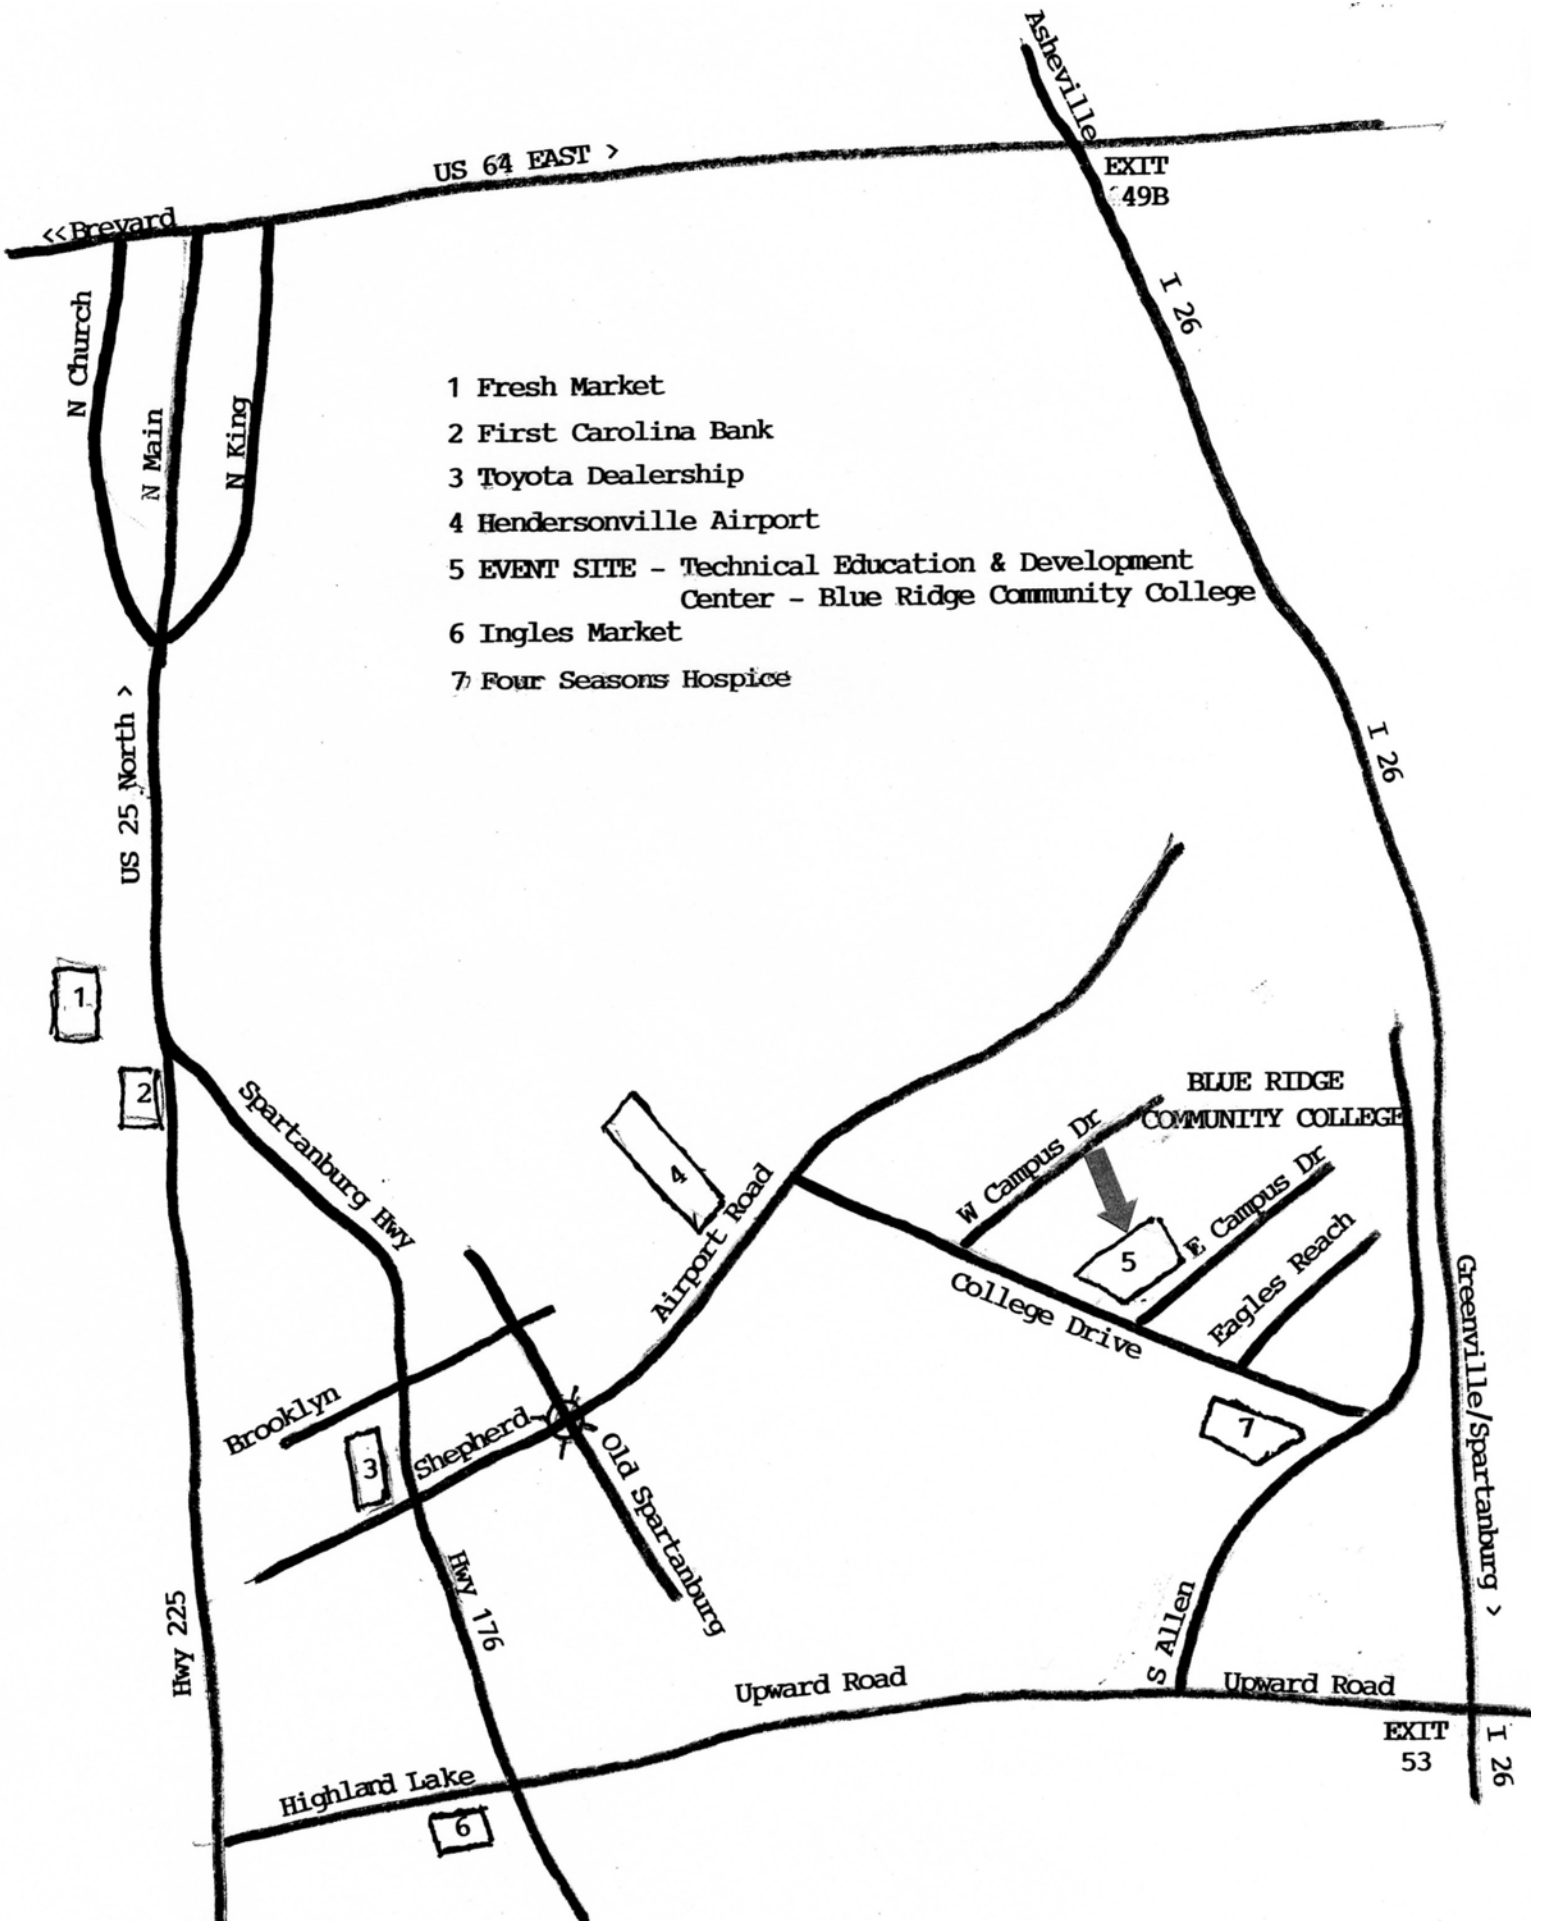 Asheville
US 64 EAST >
EXIT
49B
<<Brevard
I 26
N Church
N Main
N King
1 Fresh Market
2 First Carolina Bank
3 Toyota Dealership
4 Hendersonville Airport
5 EVENT SITE - Technical Education & Development
Center - Blue Ridge Community College
6 Ingles Market
7 Four Seasons Hospice
US 25 North >
I 26
1
2
Spartanburg Hwy
4
Airport Road
BLUE RIDGE
COMMUNITY COLLEGE
W Campus Dr
5
E Campus Dr
Eagles Reach
College Drive
Greenville/Spartanburg >
Brooklyn
3
Shepherd
Old Spartanburg
7
Hwy 225
Hwy 176
S Allen
Upward Road
Upward Road
EXIT
53
I 26
Highland Lake
6